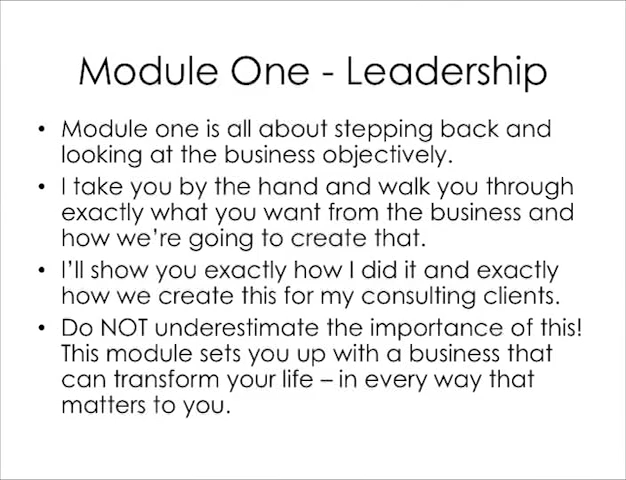 Module One - Leadership
• Module one is all about stepping back and
looking at the business objectively.
• I take you by the hand and walk you through
exactly what you want from the business and
how we're going to create that.
• I'll show you exactly how I did it and exactly
how we create this for my consulting clients.
• Do NOT underestimate the importance of this!
This module sets you up with a business that
can transform your life – in every way that
matters to you.